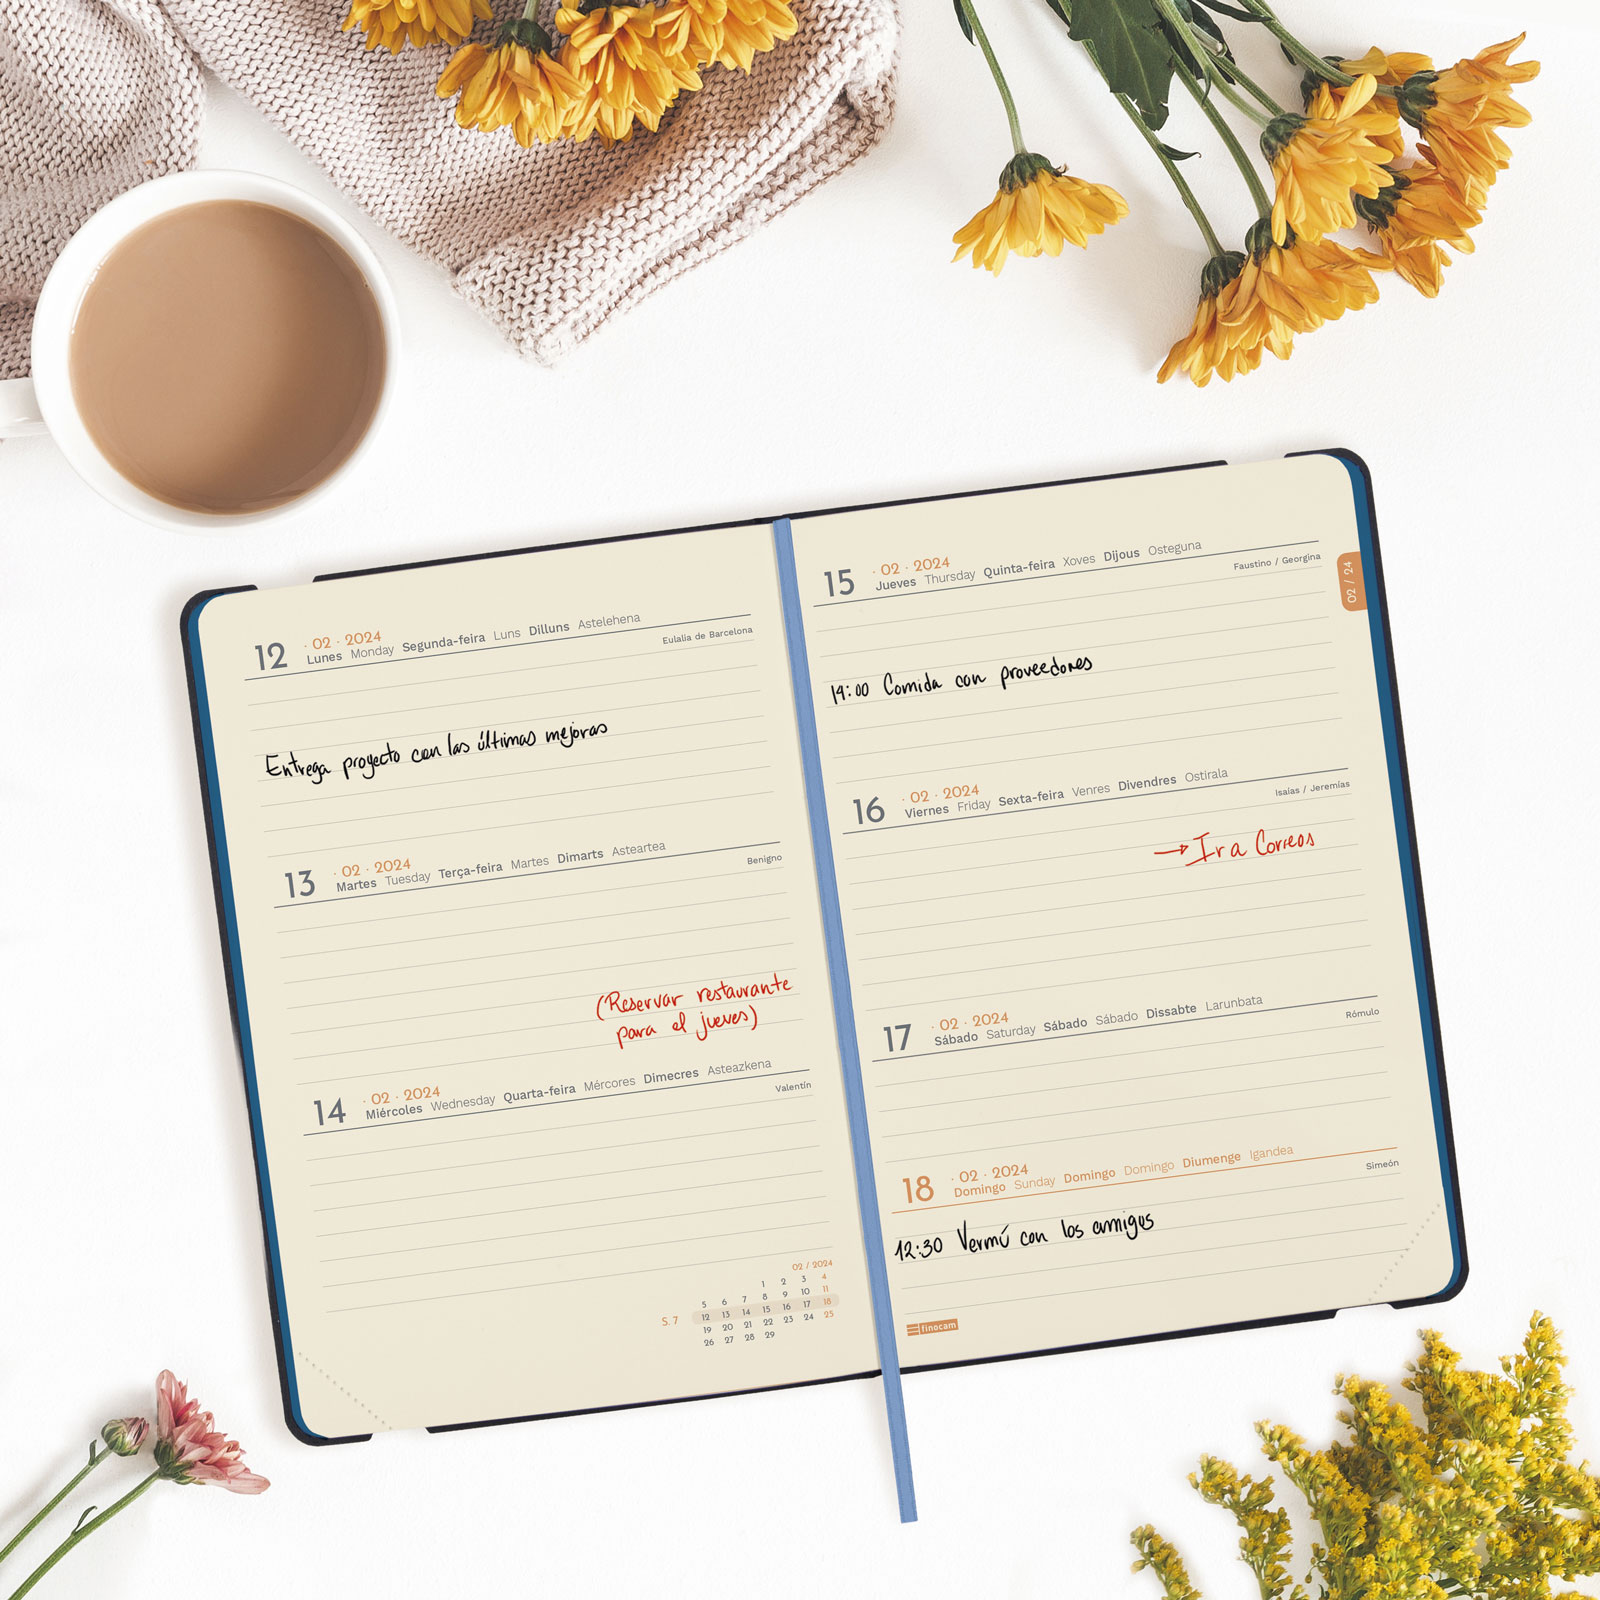 12 · 02 · 2024
Lunes Monday Segunda-feira Luns Dilluns Astelehena
Eulalia de Barcelona
Entrega proyecto con las últimas mejoras
13 · 02 · 2024
Martes Tuesday Terça-feira Martes Dimarts Asteartea
Benigno
(Reservar restaurante
para el jueves)
14 · 02 · 2024
Miércoles Wednesday Quarta-feira Mércores Dimecres Asteazkena
Valentín
02 / 2024
1 2 3 4
5 6 7 8 9 10 11
S. 7 12 13 14 15 16 17 18
19 20 21 22 23 24 25
26 27 28 29
15 · 02 · 2024
Jueves Thursday Quinta-feira Xoves Dijous Osteguna
Faustino / Georgina
02 / 24
14:00 Comida con proveedores
16 · 02 · 2024
Viernes Friday Sexta-feira Venres Divendres Ostirala
Isaías / Jeremías
→ Ir a Correos
17 · 02 · 2024
Sábado Saturday Sábado Sábado Dissabte Larunbata
Rómulo
18 · 02 · 2024
Domingo Sunday Domingo Domingo Diumenge Igandea
Simeón
12:30 Vermú con los amigos
finocam